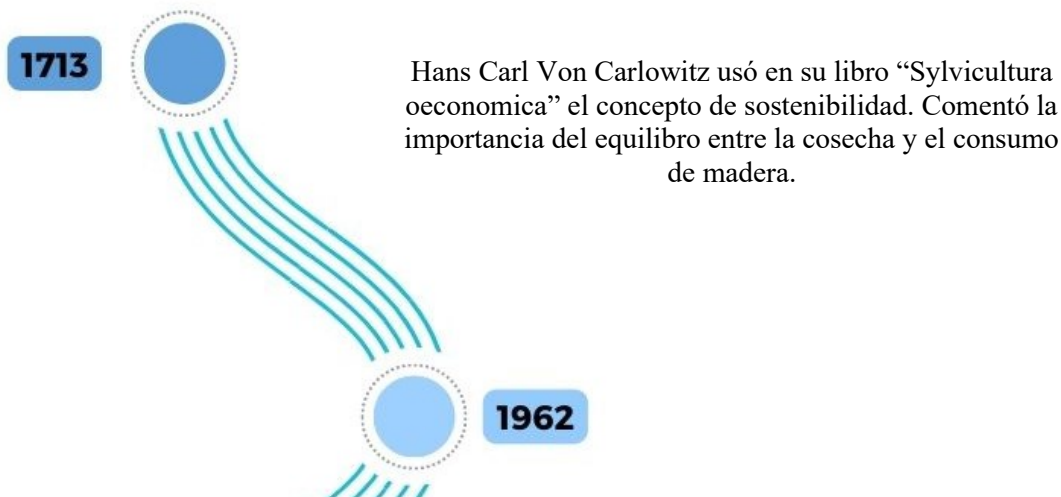 1713
Hans Carl Von Carlowitz usó en su libro “Sylvicultura
oeconomica” el concepto de sostenibilidad. Comentó la
importancia del equilibro entre la cosecha y el consumo
de madera.
1962